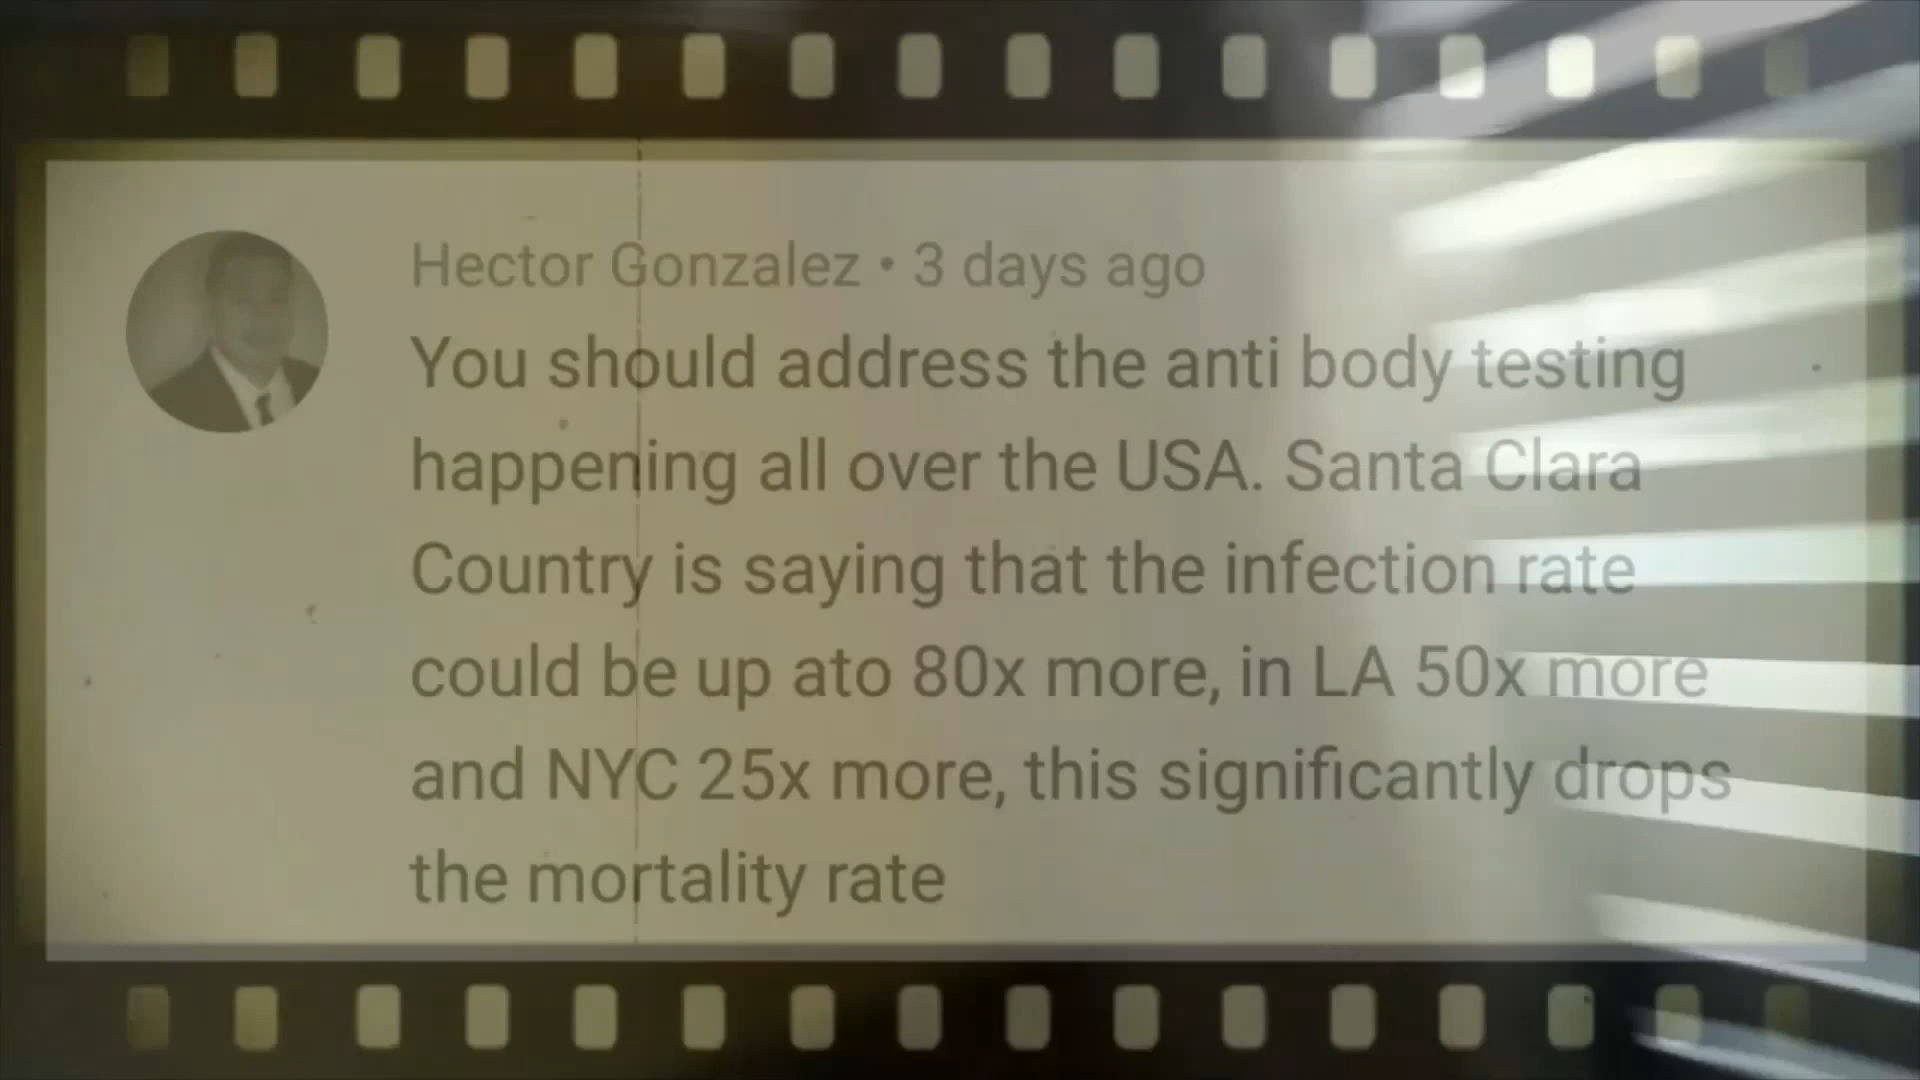 Hector Gonzalez • 3 days ago
You should address the anti body testing
happening all over the USA. Santa Clara
Country is saying that the infection rate
could be up ato 80x more, in LA 50x more
and NYC 25x more, this significantly drops
the mortality rate